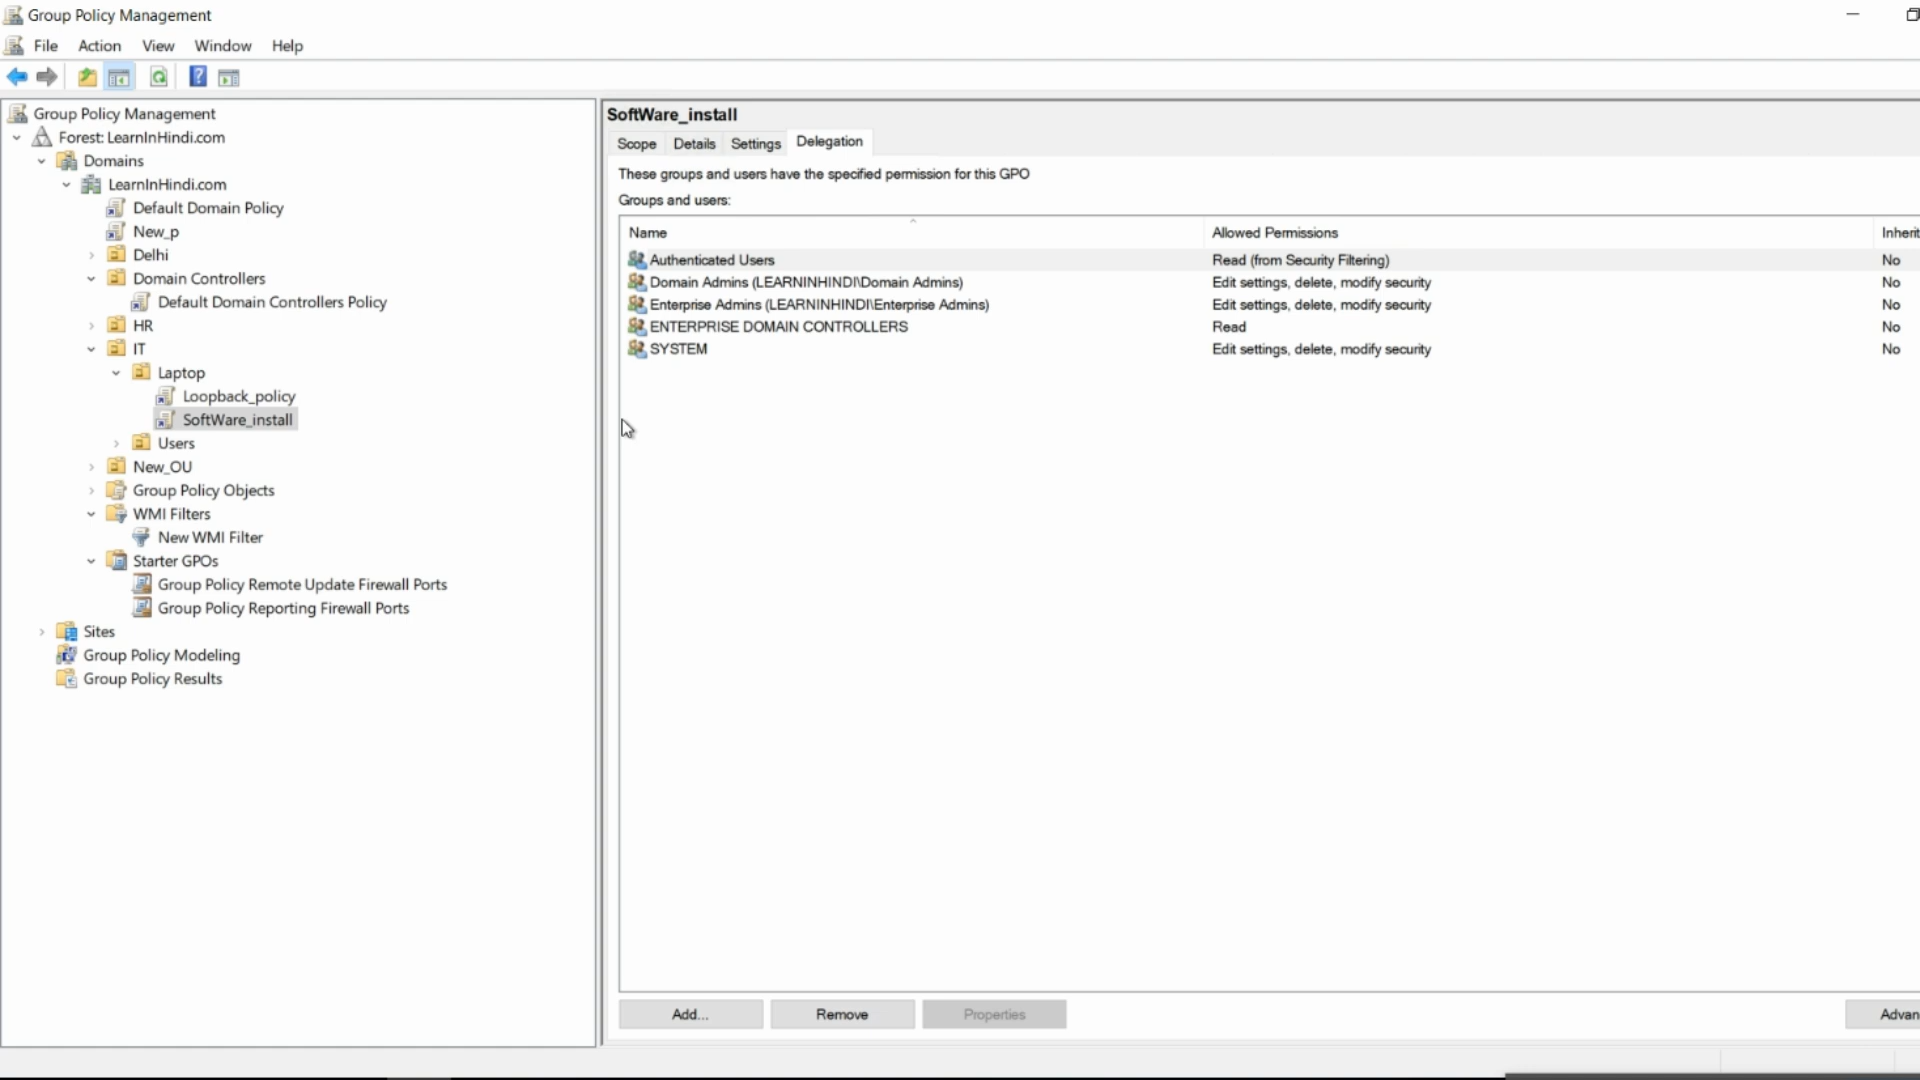 Group Policy Management
File Action View Window Help
Group Policy Management
Forest: LearnInHindi.com
Domains
LearnInHindi.com
Default Domain Policy
New_p
Delhi
Domain Controllers
Default Domain Controllers Policy
HR
IT
Laptop
Loopback_policy
SoftWare_install
Users
New_OU
Group Policy Objects
WMI Filters
New WMI Filter
Starter GPOs
Group Policy Remote Update Firewall Ports
Group Policy Reporting Firewall Ports
Sites
Group Policy Modeling
Group Policy Results
SoftWare_install
Scope Details Settings Delegation
These groups and users have the specified permission for this GPO
Groups and users:
Name Allowed Permissions Inherit
Authenticated Users Read (from Security Filtering) No
Domain Admins (LEARNINHINDI\Domain Admins) Edit settings, delete, modify security No
Enterprise Admins (LEARNINHINDI\Enterprise Admins) Edit settings, delete, modify security No
ENTERPRISE DOMAIN CONTROLLERS Read No
SYSTEM Edit settings, delete, modify security No
Add... Remove Properties Advan